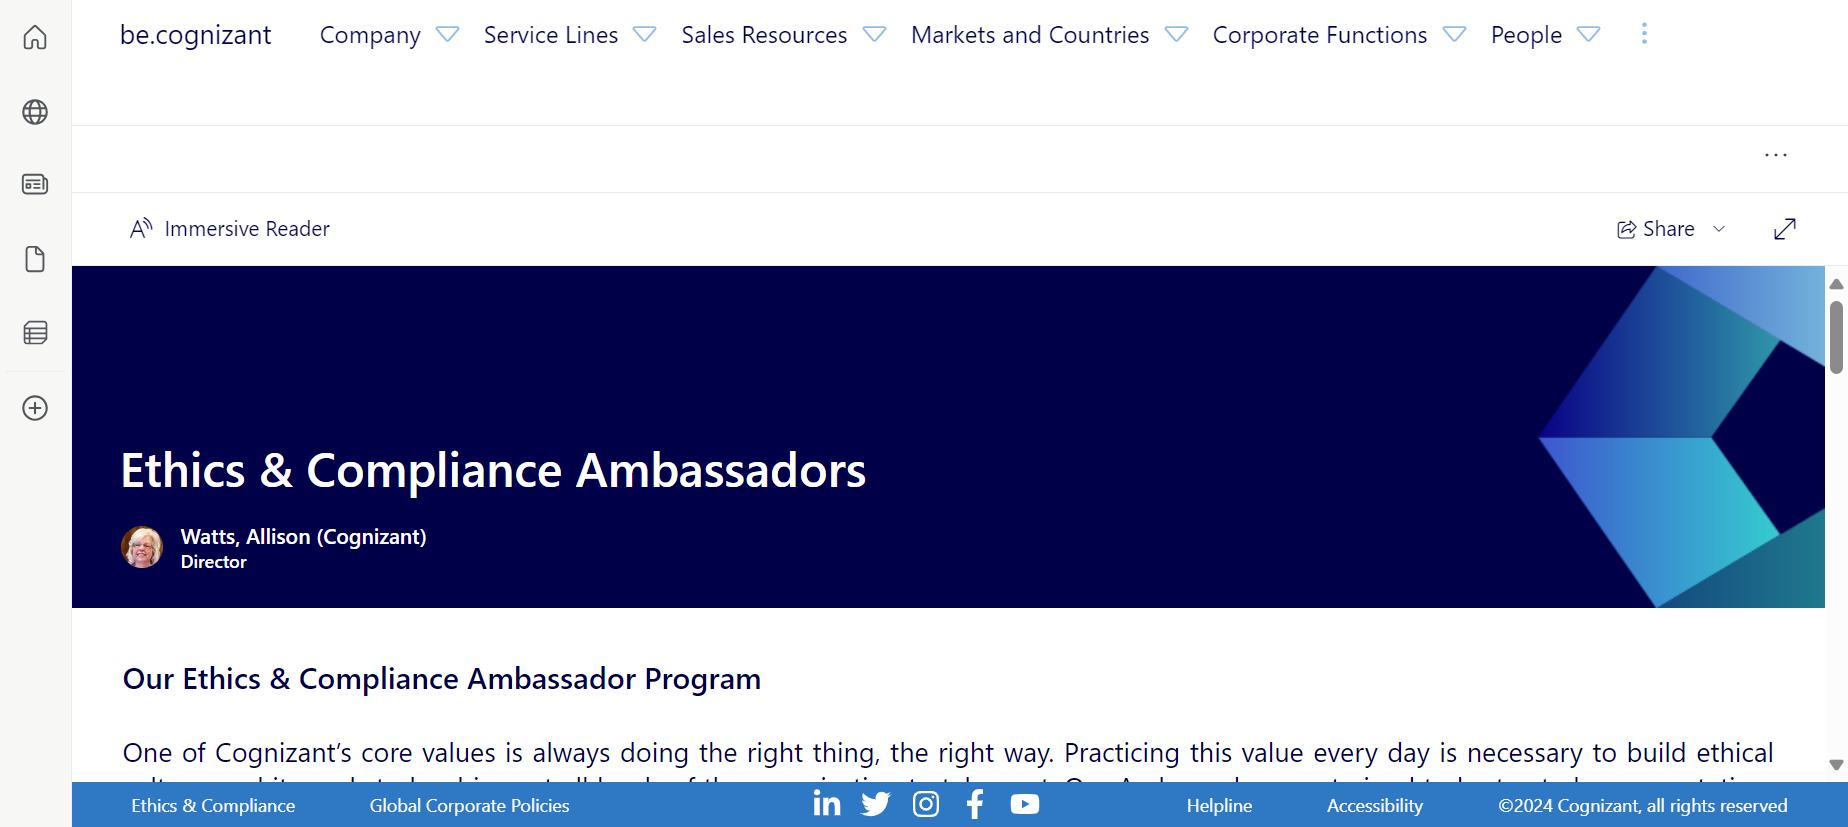 be.cognizant Company Service Lines Sales Resources Markets and Countries Corporate Functions People
Immersive Reader Share
Ethics & Compliance Ambassadors
Watts, Allison (Cognizant)
Director
Our Ethics & Compliance Ambassador Program
One of Cognizant’s core values is always doing the right thing, the right way. Practicing this value every day is necessary to build ethical
Ethics & Compliance Global Corporate Policies Helpline Accessibility ©2024 Cognizant, all rights reserved